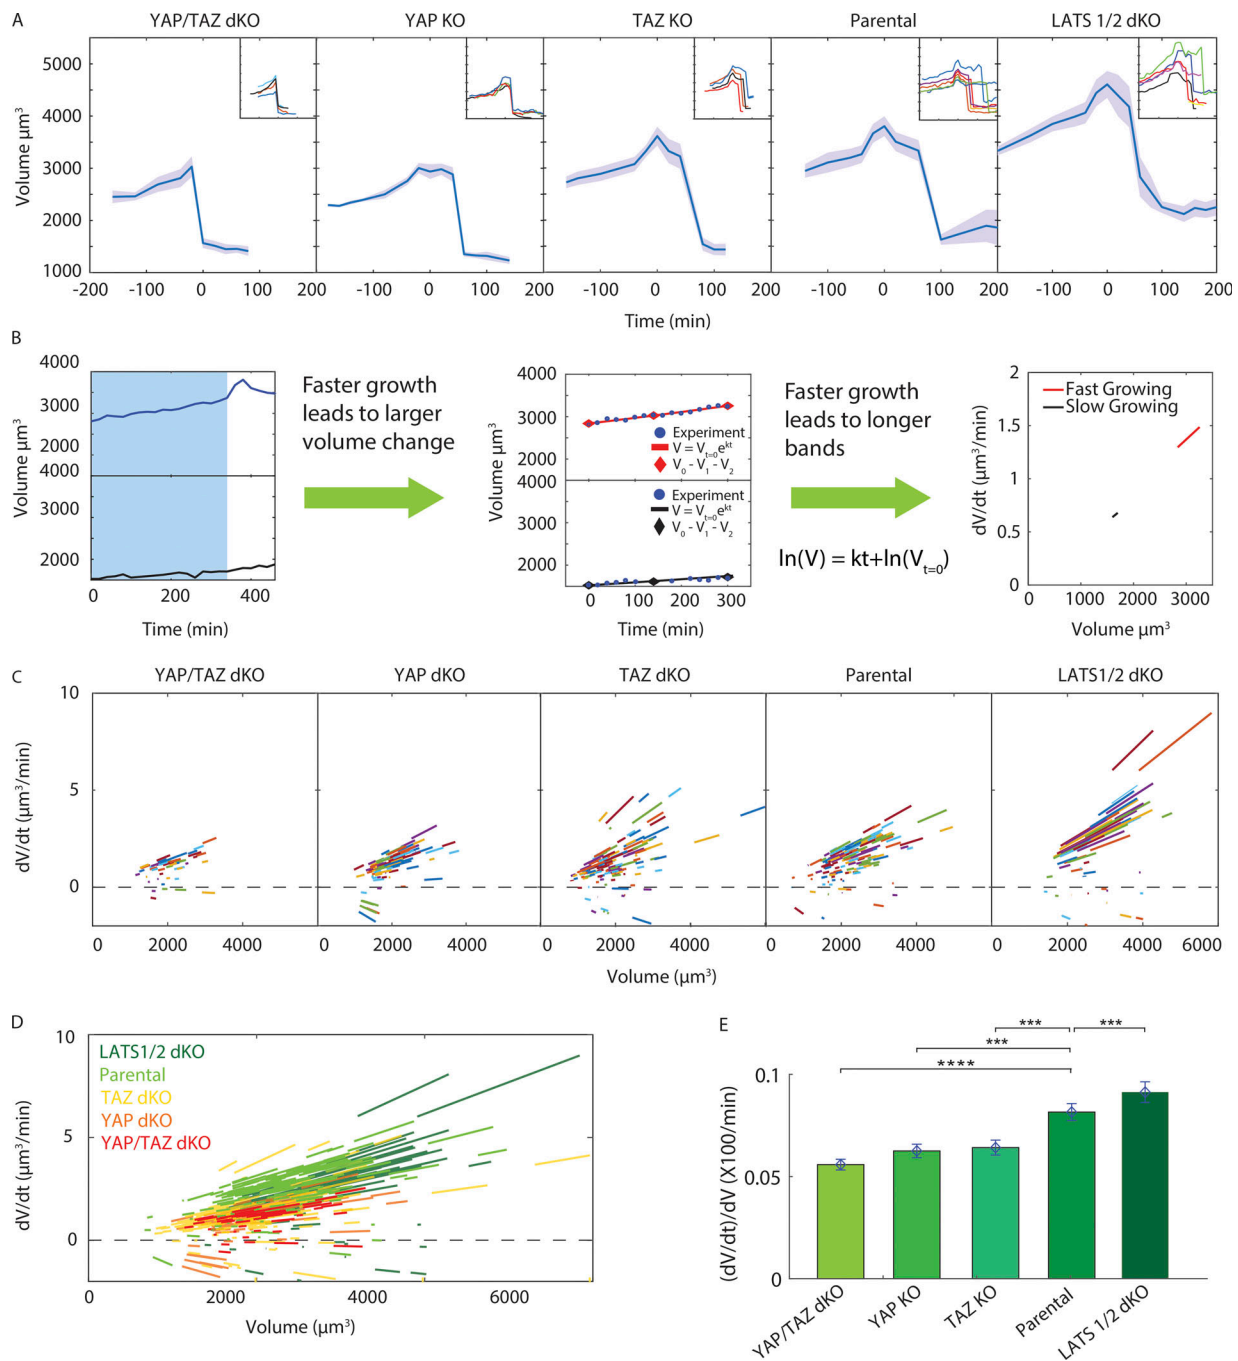 A
YAP/TAZ dKO YAP KO TAZ KO Parental LATS 1/2 dKO
Volume μm³
5000
4000
3000
2000
1000
-200 -100 0 100 -200 -100 0 100 -200 -100 0 100 -200 -100 0 100 200 -100 0 100 200
Time (min)
B
Volume μm³
4000
3000
2000
4000
3000
2000
0 200 400
Time (min)
Faster growth
leads to larger
volume change
Volume μm³
4000
3000
2000
4000
3000
2000
Experiment
V = V_{t=0}e^{kt}
V₀ - V₁ - V₂
Experiment
V = V_{t=0}e^{kt}
V₀ - V₁ - V₂
0 100 200 300
Time (min)
Faster growth
leads to longer
bands
ln(V) = kt+ln(V_{t=0})
dV/dt (μm³/min)
2
1.5
1
0.5
0
Fast Growing
Slow Growing
0 1000 2000 3000
Volume μm³
C
YAP/TAZ dKO YAP dKO TAZ dKO Parental LATS1/2 dKO
dV/dt (μm³/min)
10
5
0
0 2000 4000 0 2000 4000 0 2000 4000 0 2000 4000 0 2000 4000 6000
Volume (μm³)
D
dV/dt (μm³/min)
10
5
0
LATS1/2 dKO
Parental
TAZ dKO
YAP dKO
YAP/TAZ dKO
0 2000 4000 6000
Volume (μm³)
E
*** ***
***
****
(dV/dt)/dV (X100/min)
0.1
0.05
0
YAP/TAZ dKO YAP KO TAZ KO Parental LATS 1/2 dKO